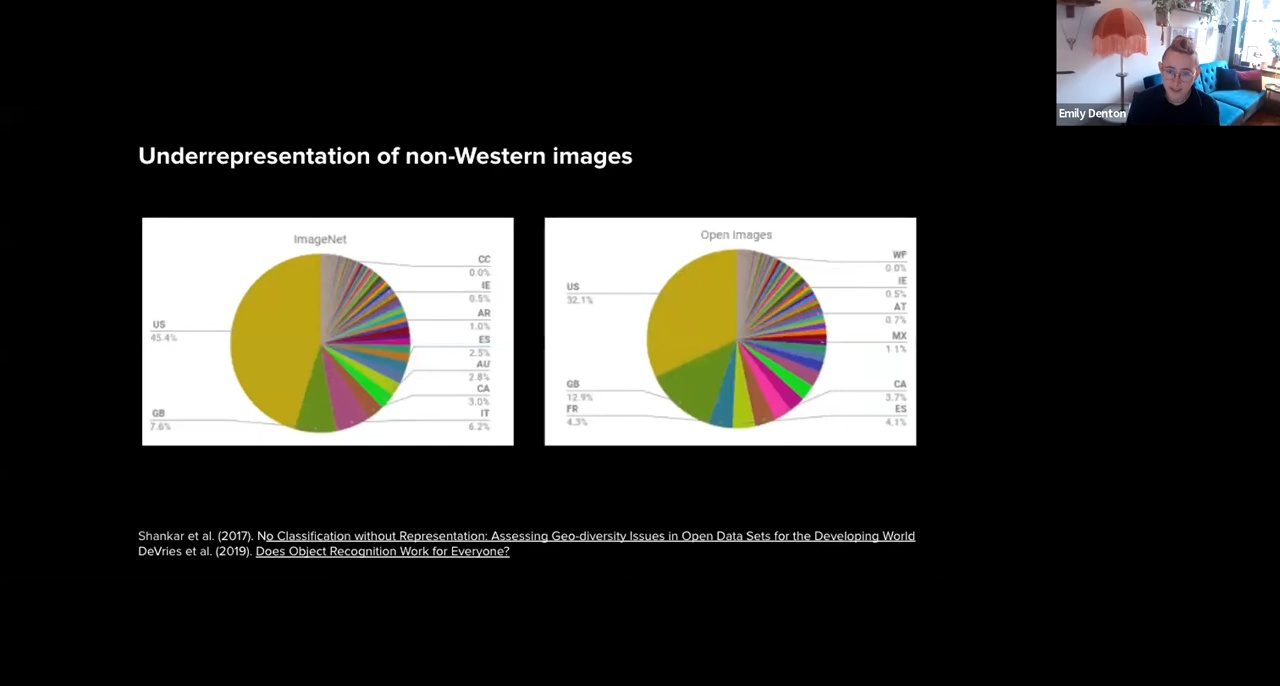 Emily Denton
Underrepresentation of non-Western images
ImageNet
US
45.4%
GB
7.6%
CC
0.0%
IE
0.5%
AR
1.0%
ES
2.5%
AU
2.8%
CA
3.0%
IT
6.2%
Open Images
US
32.1%
GB
12.9%
FR
4.3%
WF
0.0%
IE
0.5%
AT
0.7%
MX
1.1%
CA
3.7%
ES
4.1%
Shankar et al. (2017). No Classification without Representation: Assessing Geo-diversity Issues in Open Data Sets for the Developing World
DeVries et al. (2019). Does Object Recognition Work for Everyone?